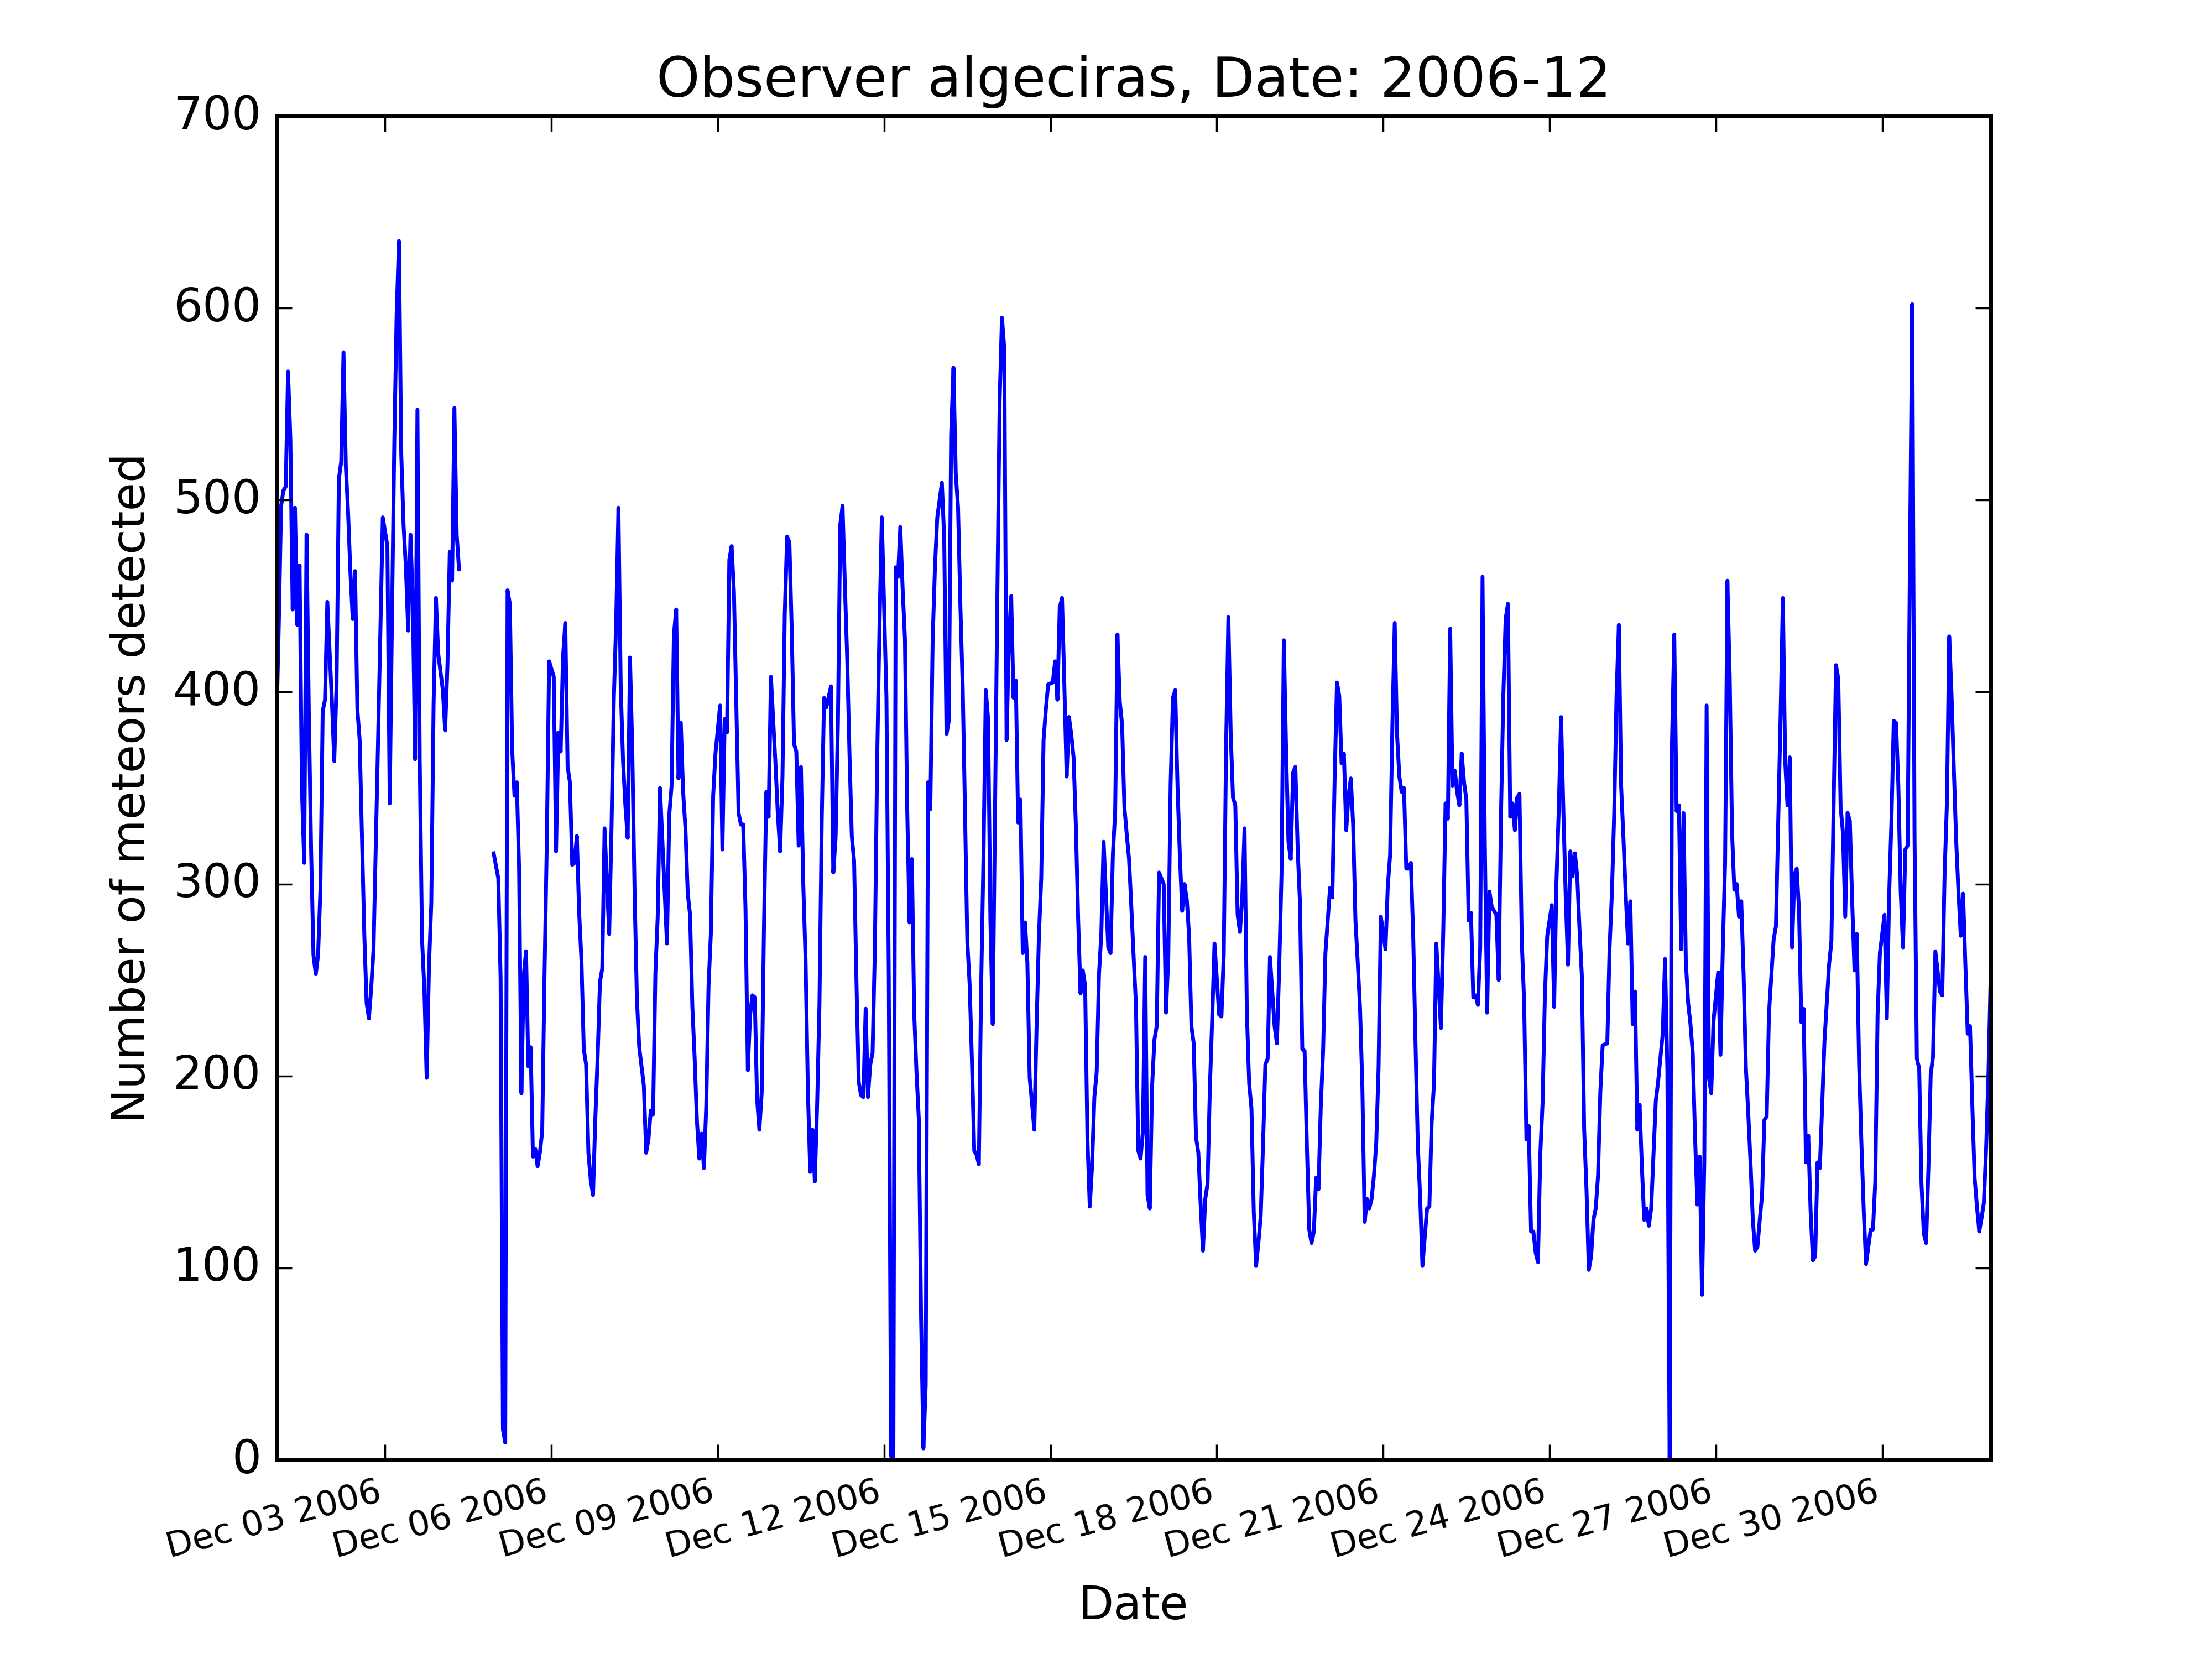 Observer algeciras, Date: 2006-12
Number of meteors detected
700
600
500
400
300
200
100
0
Dec 03 2006
Dec 06 2006
Dec 09 2006
Dec 12 2006
Dec 15 2006
Dec 18 2006
Dec 21 2006
Dec 24 2006
Dec 27 2006
Dec 30 2006
Date